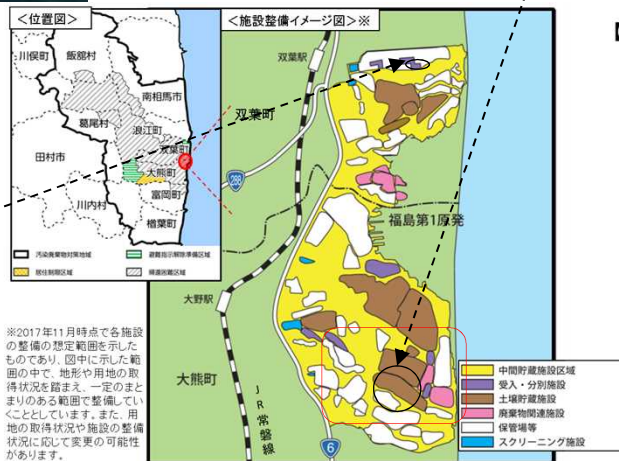 ＜位置図＞
川俣町
飯舘村
南相馬市
葛尾村
浪江町
双葉町
田村市
大熊町
富岡町
川内村
楢葉町
汚染廃棄物対策地域
避難指示解除準備区域
居住制限区域
帰還困難区域
※2017年11月時点で各施設
の整備の想定範囲を示した
ものであり、図中に示した範
囲の中で、地形や用地の取
得状況を踏まえ、一定のまと
まりのある範囲で整備してい
くこととしています。また、用
地の取得状況や施設の整備
状況に応じて変更の可能性
があります。
＜施設整備イメージ図＞※
双葉駅
双葉町
288
福島第1原発
大野駅
大熊町
ＪＲ常磐線
6
中間貯蔵施設区域
受入・分別施設
土壌貯蔵施設
廃棄物関連施設
保管場等
スクリーニング施設
【